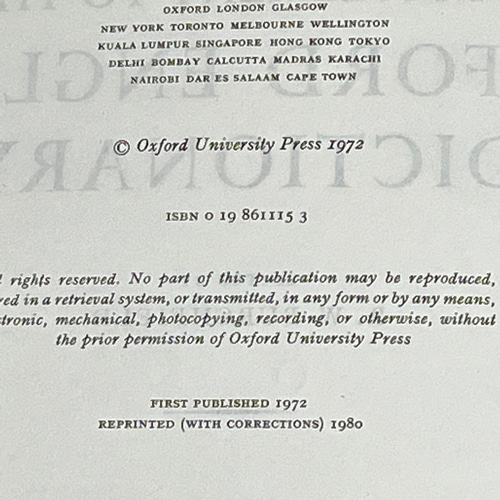 OXFORD LONDON GLASGOW
NEW YORK TORONTO MELBOURNE WELLINGTON
KUALA LUMPUR SINGAPORE HONG KONG TOKYO
DELHI BOMBAY CALCUTTA MADRAS KARACHI
NAIROBI DAR ES SALAAM CAPE TOWN
© Oxford University Press 1972
ISBN 0 19 861115 3
rights reserved. No part of this publication may be reproduced,
in a retrieval system, or transmitted, in any form or by any means,
mechanical, photocopying, recording, or otherwise, without
the prior permission of Oxford University Press
FIRST PUBLISHED 1972
REPRINTED (WITH CORRECTIONS) 1980